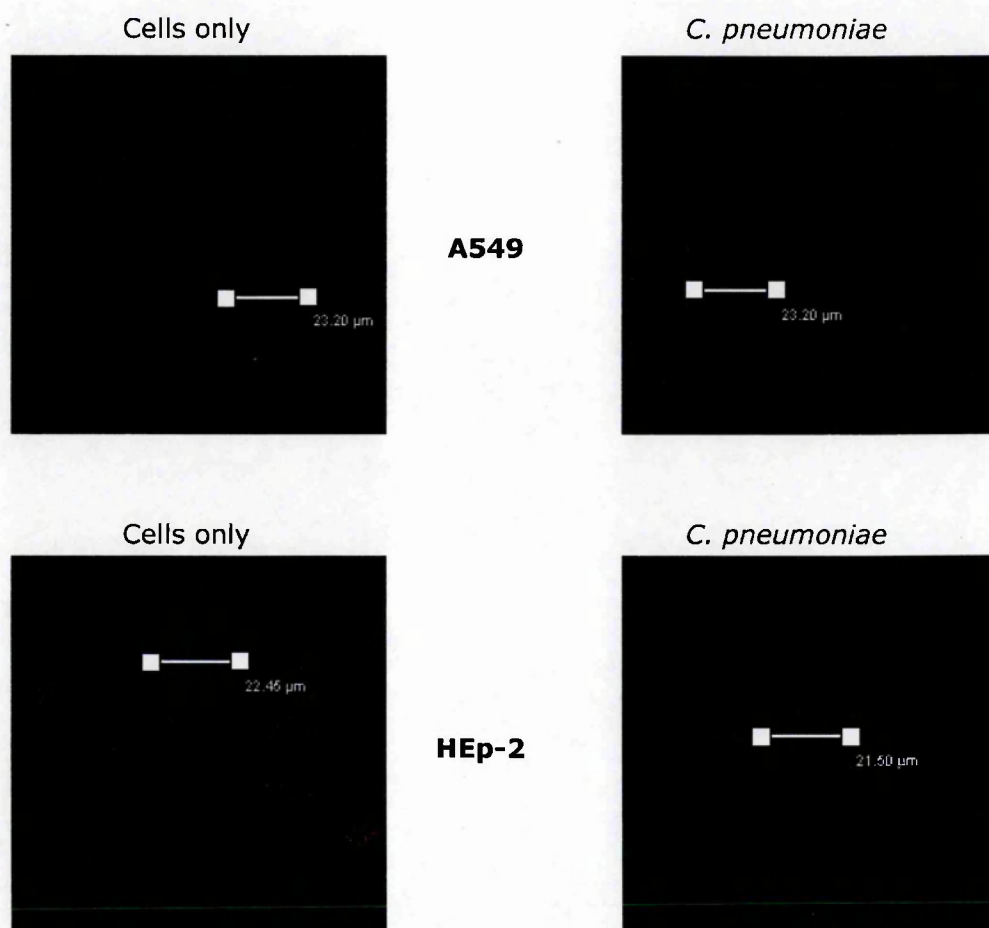 Cells only
C. pneumoniae
A549
23.20 µm
23.20 µm
Cells only
C. pneumoniae
22.45 µm
HEp-2
21.50 µm